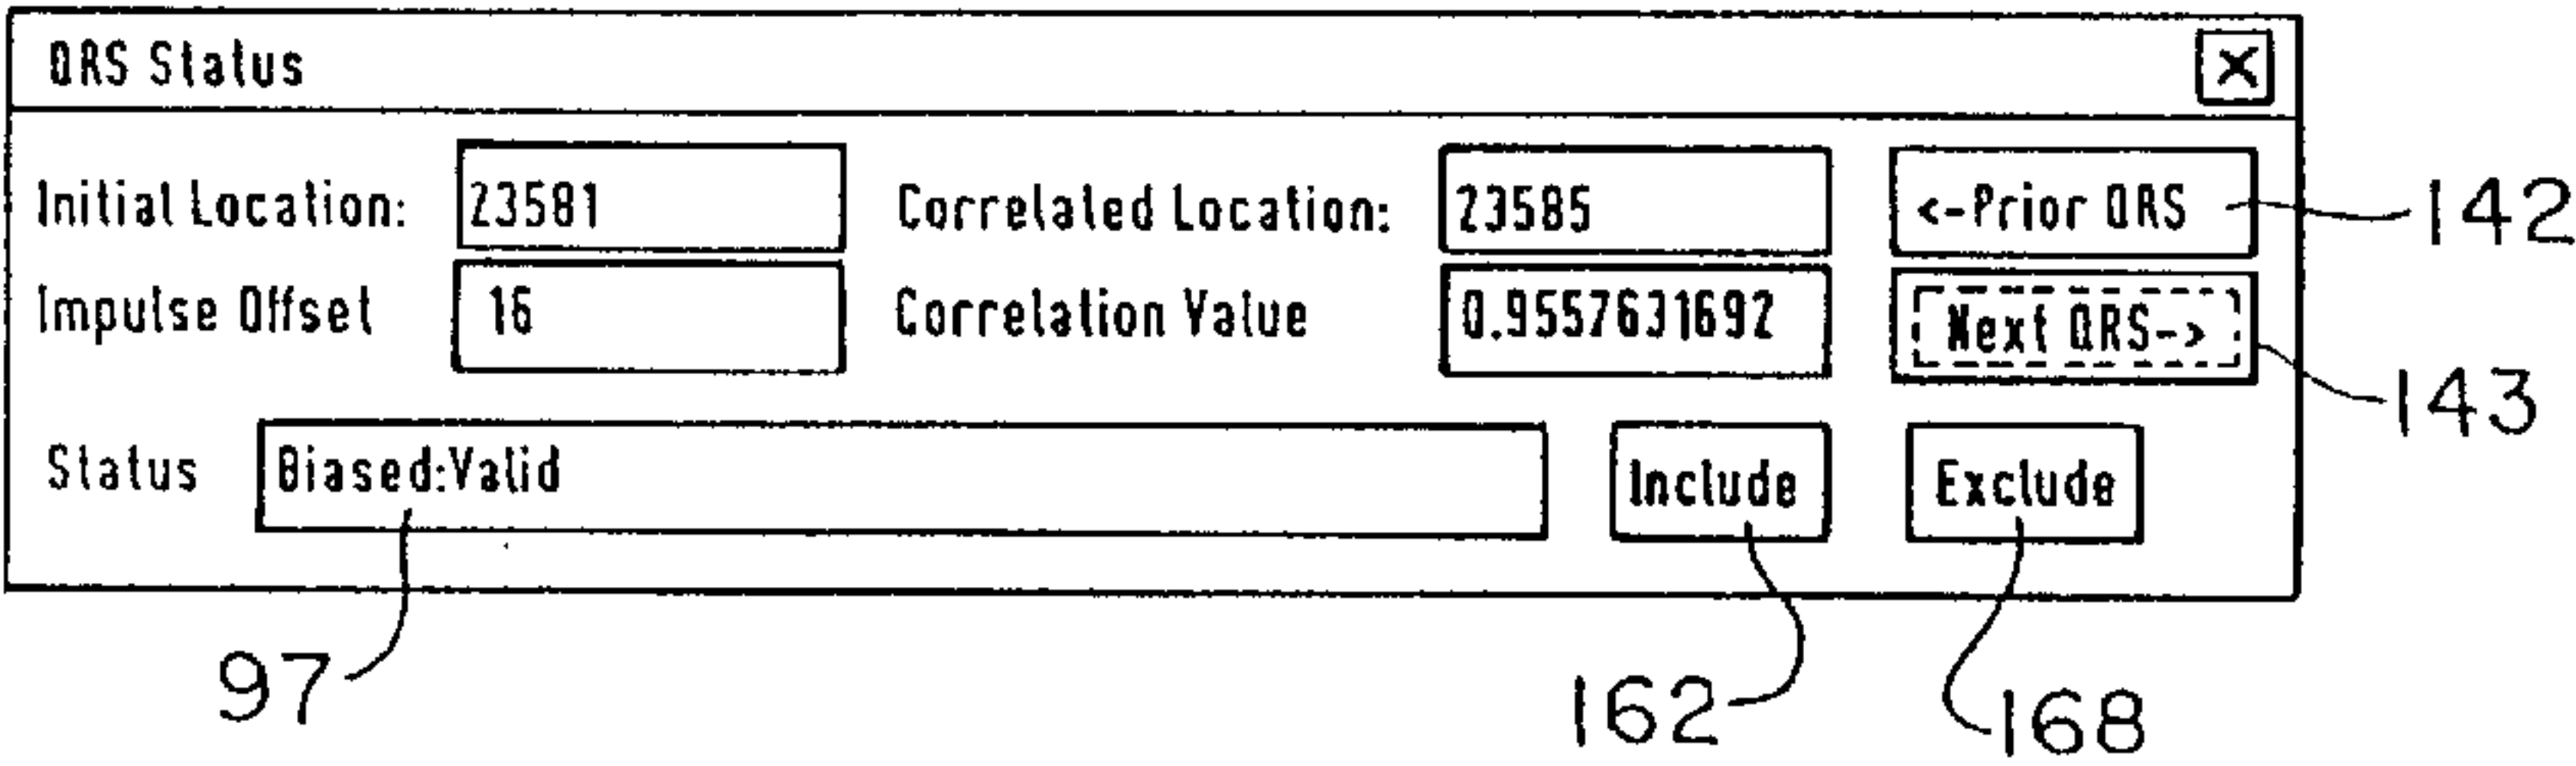 QRS Status X
Initial Location: 23581 Correlated Location: 23585 <-Prior QRS 142
Impulse Offset 16 Correlation Value 0.9557631692 Next QRS-> 143
Status Biased:Valid Include Exclude
97 162 168